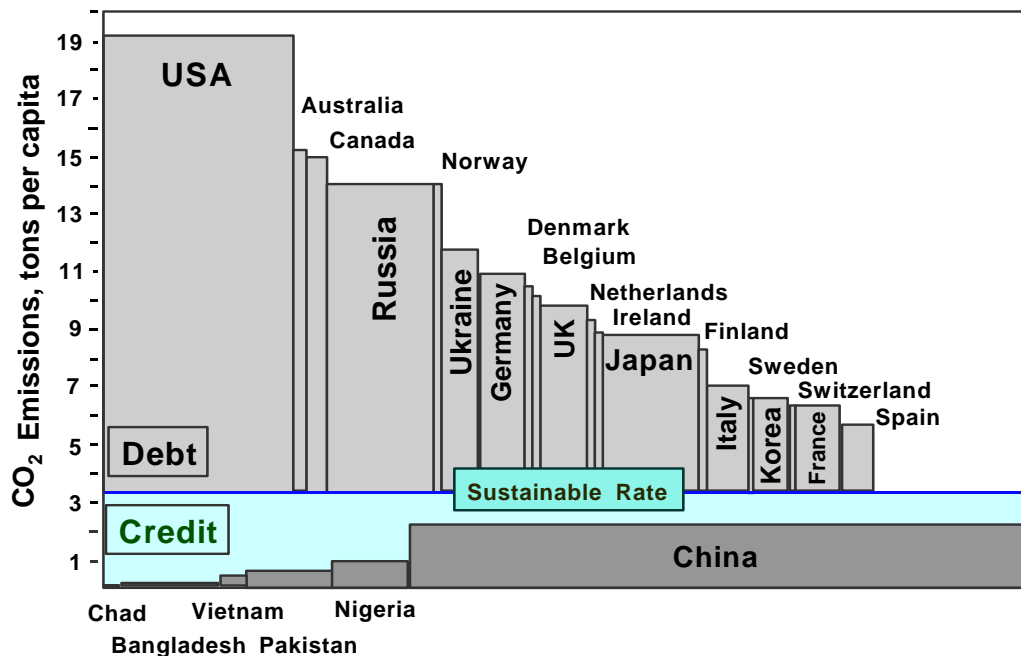 CO2 Emissions, tons per capita
19
17
15
13
11
9
7
5
3
1
USA
Australia
Canada
Russia
Norway
Ukraine
Germany
Denmark
Belgium
UK
Netherlands
Ireland
Japan
Finland
Italy
Sweden
Korea
Switzerland
France
Spain
Debt
Sustainable Rate
Credit
China
Chad
Bangladesh
Vietnam
Pakistan
Nigeria